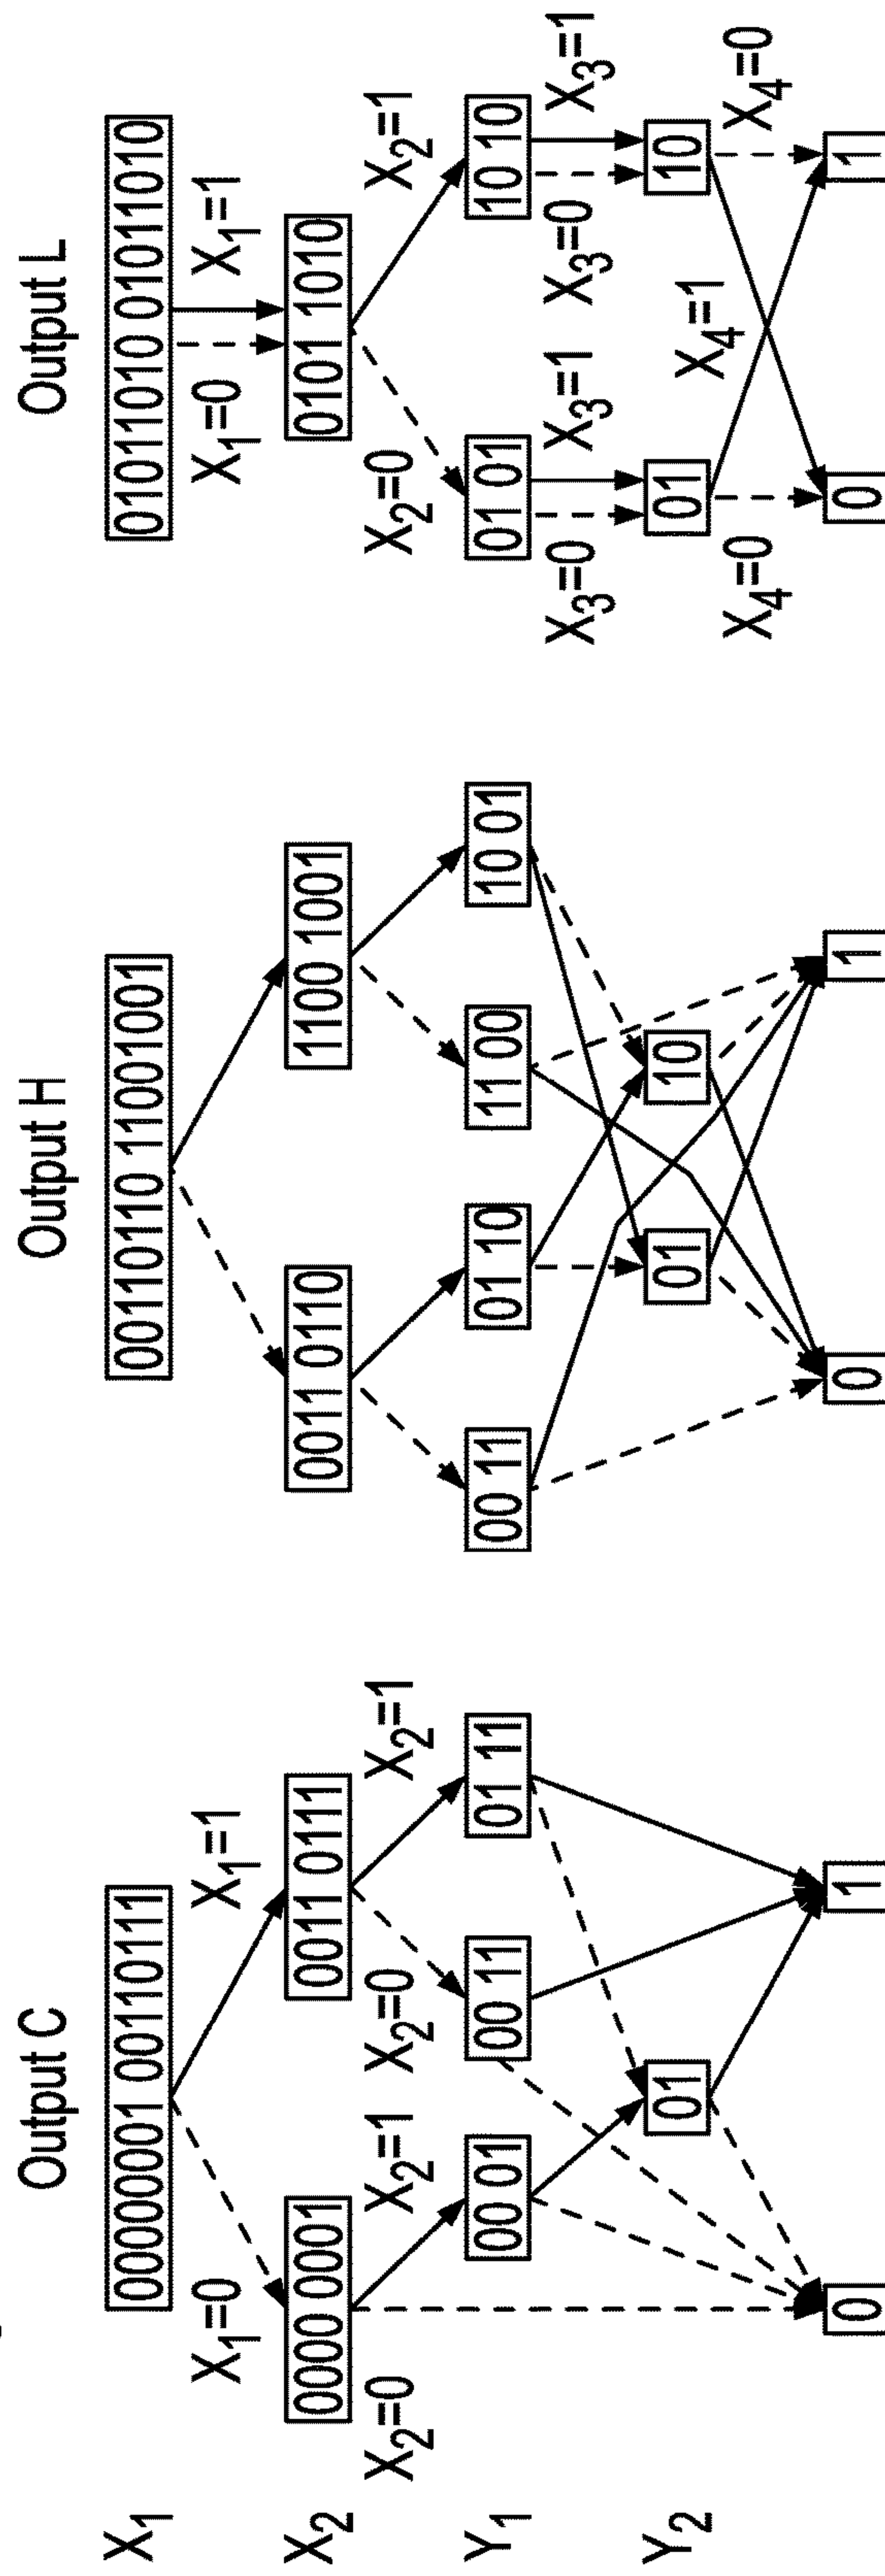 Output C
Output H
Output L
X₁
00000001 00110111
00110110 11001001
01011010 01011010
X₁=0
X₁=1
X₁=0
X₁=1
X₂
0000 0001
0011 0111
0011 0110
1100 1001
0101 1010
X₂=0
X₂=1
X₂=0
X₂=1
X₂=0
X₂=1
Y₁
00 01
00 11
01 11
00 11
01 10
11 00
10 01
01 01
10 10
X₃=0
X₃=1
X₃=0
X₃=1
Y₂
01
01
10
01
10
X₄=0
X₄=1
X₄=0
0
1
0
1
0
1